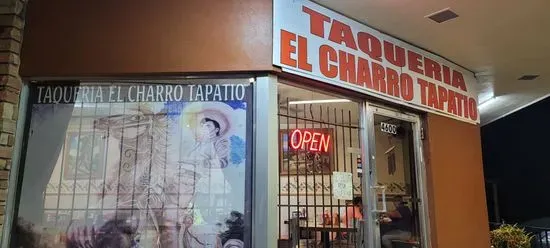 TAQUERIA
EL CHARRO TAPATIO
TAQUERIA EL CHARRO TAPATIO
OPEN
4600